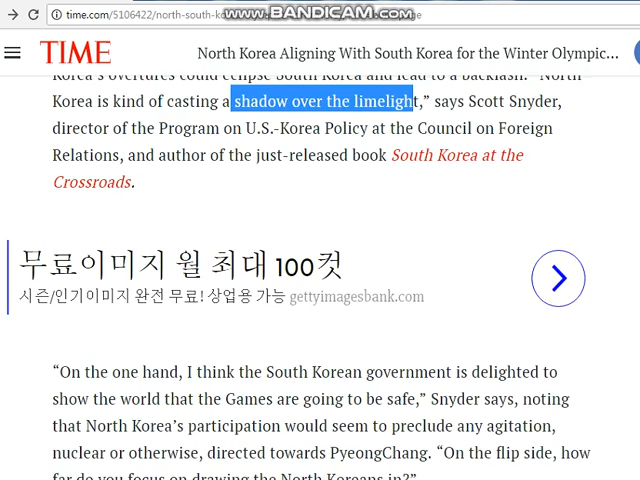 time.com/5106422/north-south-k
www.BANDICAM.com
ge
TIME
North Korea Aligning With South Korea for the Winter Olympic...
Korea's overtures could eclipse South Korea and lead to a backlash. "North
Korea is kind of casting a shadow over the limelight," says Scott Snyder,
director of the Program on U.S.-Korea Policy at the Council on Foreign
Relations, and author of the just-released book South Korea at the
Crossroads.
무료이미지 월 최대 100컷
시즌/인기이미지 완전 무료! 상업용 가능 gettyimagesbank.com
“On the one hand, I think the South Korean government is delighted to
show the world that the Games are going to be safe,” Snyder says, noting
that North Korea’s participation would seem to preclude any agitation,
nuclear or otherwise, directed towards PyeongChang. “On the flip side, how
far do you focus on drawing the North Koreans in?”